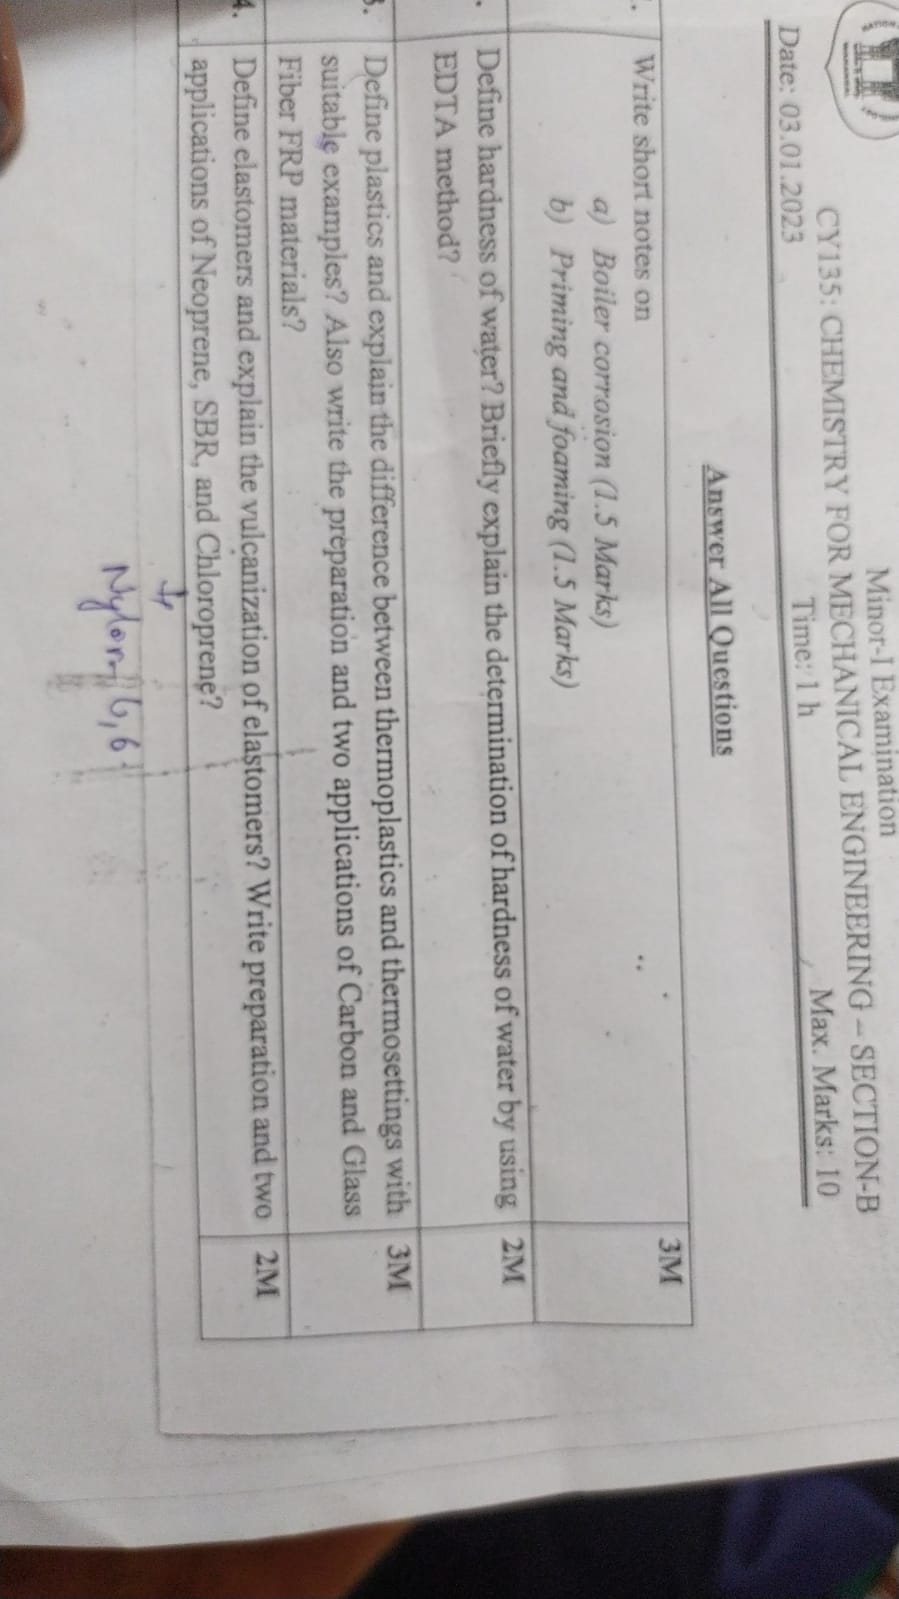 WARANGAL
Minor-I Examination
CY135: CHEMISTRY FOR MECHANICAL ENGINEERING – SECTION-B
Date: 03.01.2023 Time: 1 h Max. Marks: 10
Answer All Questions
Write short notes on 3M
a) Boiler corrosion (1.5 Marks)
b) Priming and foaming (1.5 Marks)
Define hardness of water? Briefly explain the determination of hardness of water by using 2M
EDTA method?
3. Define plastics and explain the difference between thermoplastics and thermosettings with 3M
suitable examples? Also write the preparation and two applications of Carbon and Glass
Fiber FRP materials?
4. Define elastomers and explain the vulcanization of elastomers? Write preparation and two 2M
applications of Neoprene, SBR, and Chloroprene?
Nylon 6,6